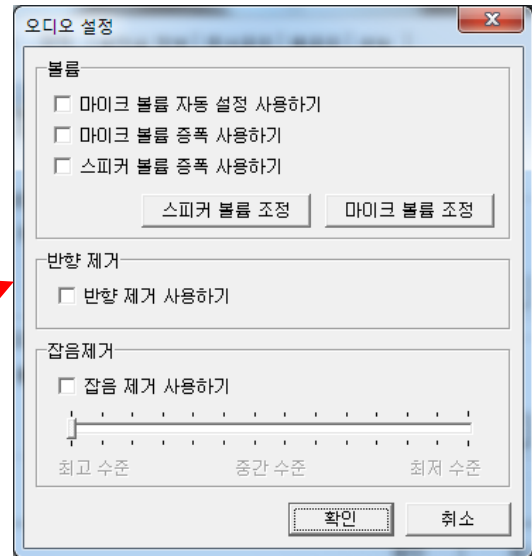 오디오 설정
볼륨
마이크 볼륨 자동 설정 사용하기
마이크 볼륨 증폭 사용하기
스피커 볼륨 증폭 사용하기
스피커 볼륨 조정 마이크 볼륨 조정
반향 제거
반향 제거 사용하기
잡음제거
잡음 제거 사용하기
최고 수준 중간 수준 최저 수준
확인 취소